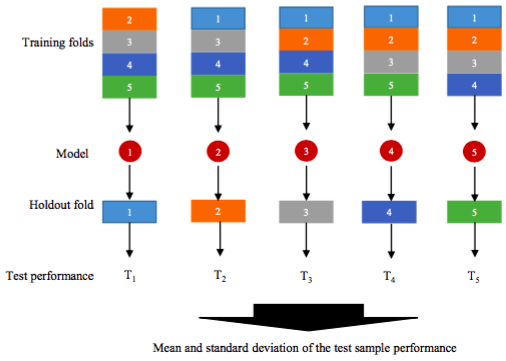 2 1 1 1 1
Training folds 3 3 2 2 2
4 4 4 3 3
5 5 5 5 4
Model 1 2 3 4 5
Holdout fold 1 2 3 4 5
Test performance T1 T2 T3 T4 T5
Mean and standard deviation of the test sample performance